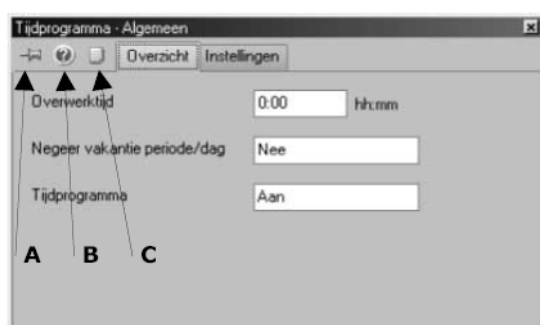 Tijdprogramma - Algemeen
Overzicht Instellingen
Overwerktijd 0:00 hh:mm
Negeer vakantie periode/dag Nee
Tijdprogramma Aan
A B C